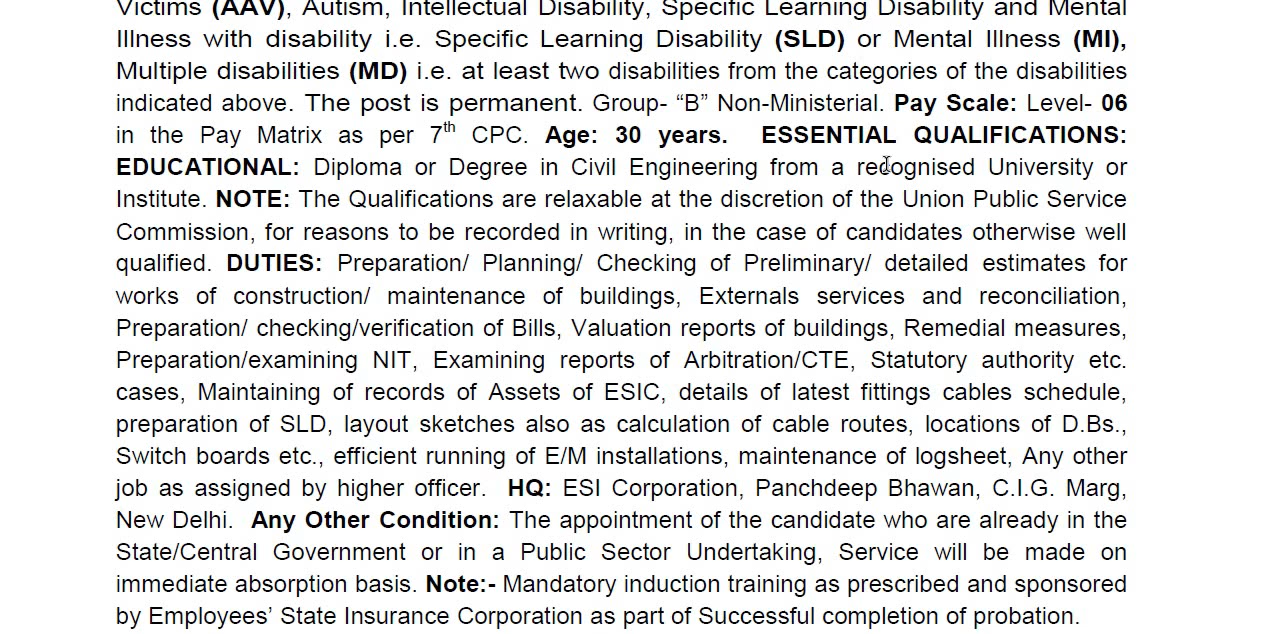 Victims (AAV), Autism, Intellectual Disability, Specific Learning Disability and Mental
Illness with disability i.e. Specific Learning Disability (SLD) or Mental Illness (MI),
Multiple disabilities (MD) i.e. at least two disabilities from the categories of the disabilities
indicated above. The post is permanent. Group- “B” Non-Ministerial. Pay Scale: Level- 06
in the Pay Matrix as per 7th CPC. Age: 30 years. ESSENTIAL QUALIFICATIONS:
EDUCATIONAL: Diploma or Degree in Civil Engineering from a recognised University or
Institute. NOTE: The Qualifications are relaxable at the discretion of the Union Public Service
Commission, for reasons to be recorded in writing, in the case of candidates otherwise well
qualified. DUTIES: Preparation/ Planning/ Checking of Preliminary/ detailed estimates for
works of construction/ maintenance of buildings, Externals services and reconciliation,
Preparation/ checking/verification of Bills, Valuation reports of buildings, Remedial measures,
Preparation/examining NIT, Examining reports of Arbitration/CTE, Statutory authority etc.
cases, Maintaining of records of Assets of ESIC, details of latest fittings cables schedule,
preparation of SLD, layout sketches also as calculation of cable routes, locations of D.Bs.,
Switch boards etc., efficient running of E/M installations, maintenance of logsheet, Any other
job as assigned by higher officer. HQ: ESI Corporation, Panchdeep Bhawan, C.I.G. Marg,
New Delhi. Any Other Condition: The appointment of the candidate who are already in the
State/Central Government or in a Public Sector Undertaking, Service will be made on
immediate absorption basis. Note:- Mandatory induction training as prescribed and sponsored
by Employees’ State Insurance Corporation as part of Successful completion of probation.